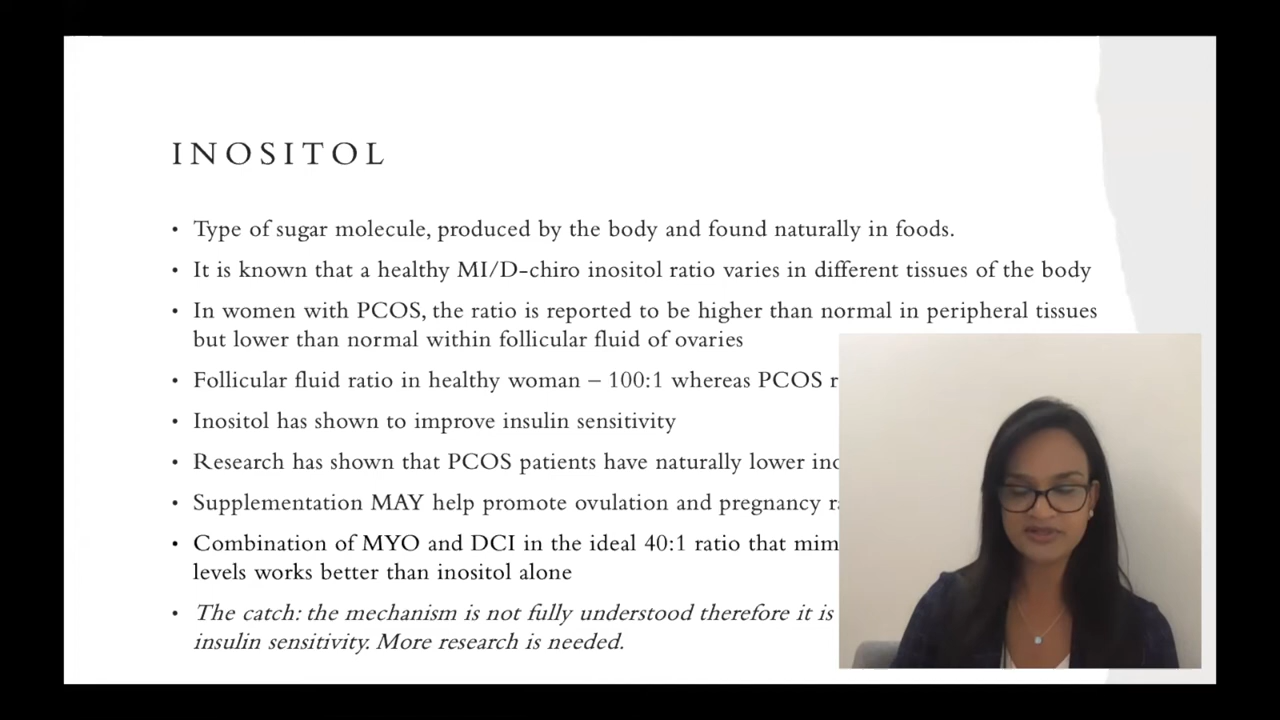 INOSITOL
• Type of sugar molecule, produced by the body and found naturally in foods.
• It is known that a healthy MI/D-chiro inositol ratio varies in different tissues of the body
• In women with PCOS, the ratio is reported to be higher than normal in peripheral tissues
but lower than normal within follicular fluid of ovaries
• Follicular fluid ratio in healthy woman – 100:1 whereas PCOS
• Inositol has shown to improve insulin sensitivity
• Research has shown that PCOS patients have naturally lower
• Supplementation MAY help promote ovulation and pregnancy
• Combination of MYO and DCI in the ideal 40:1 ratio that
levels works better than inositol alone
• The catch: the mechanism is not fully understood therefore it is
insulin sensitivity. More research is needed.